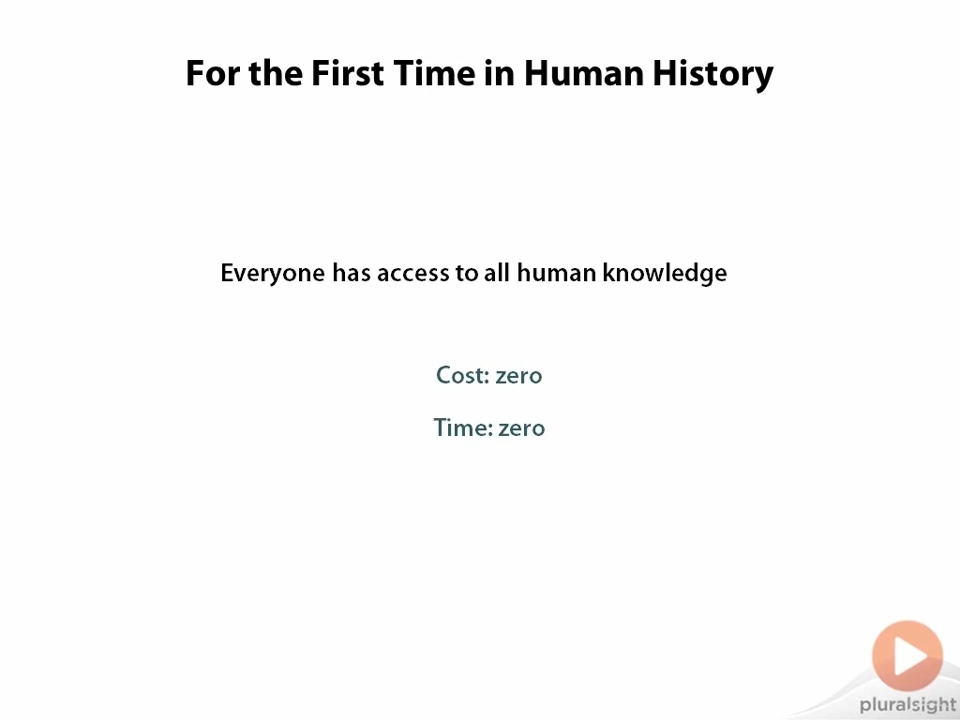 For the First Time in Human History
Everyone has access to all human knowledge
Cost: zero
Time: zero
pluralsight